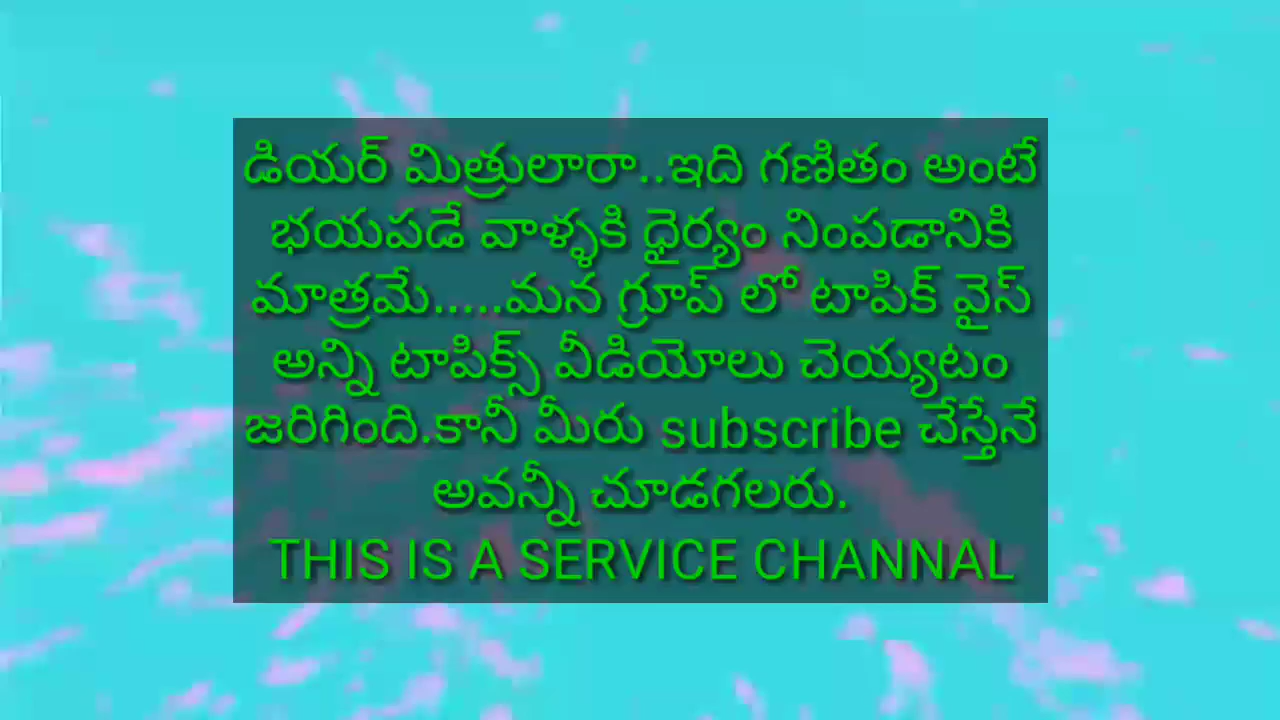 డియర్ మిత్రులారా..ఇది గణితం అంటే
భయపడే వాళ్ళకి ధైర్యం నింపడానికి
మాత్రమే.....మన గ్రూప్ లో టాపిక్ వైస్
అన్ని టాపిక్స్ వీడియోలు చెయ్యటం
జరిగింది.కానీ మీరు subscribe చేస్తేనే
అవన్నీ చూడగలరు.
THIS IS A SERVICE CHANNAL